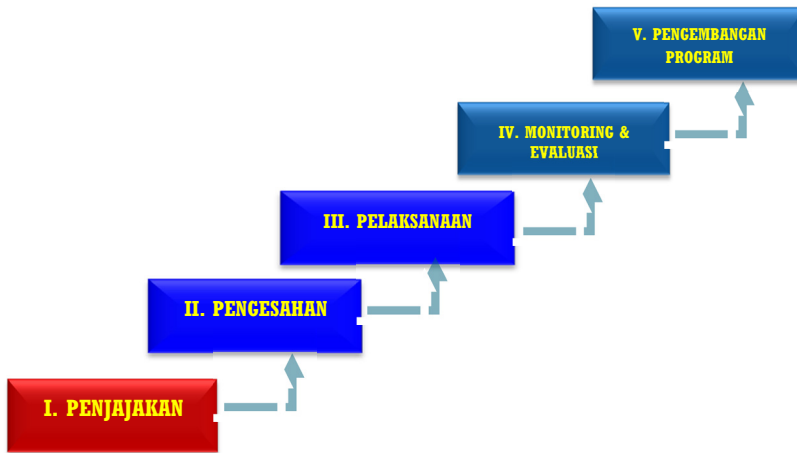 V. PENGEMBANGAN
PROGRAM
IV. MONITORING &
EVALUASI
III. PELAKSANAAN
II. PENGESAHAN
I. PENJAJAKAN